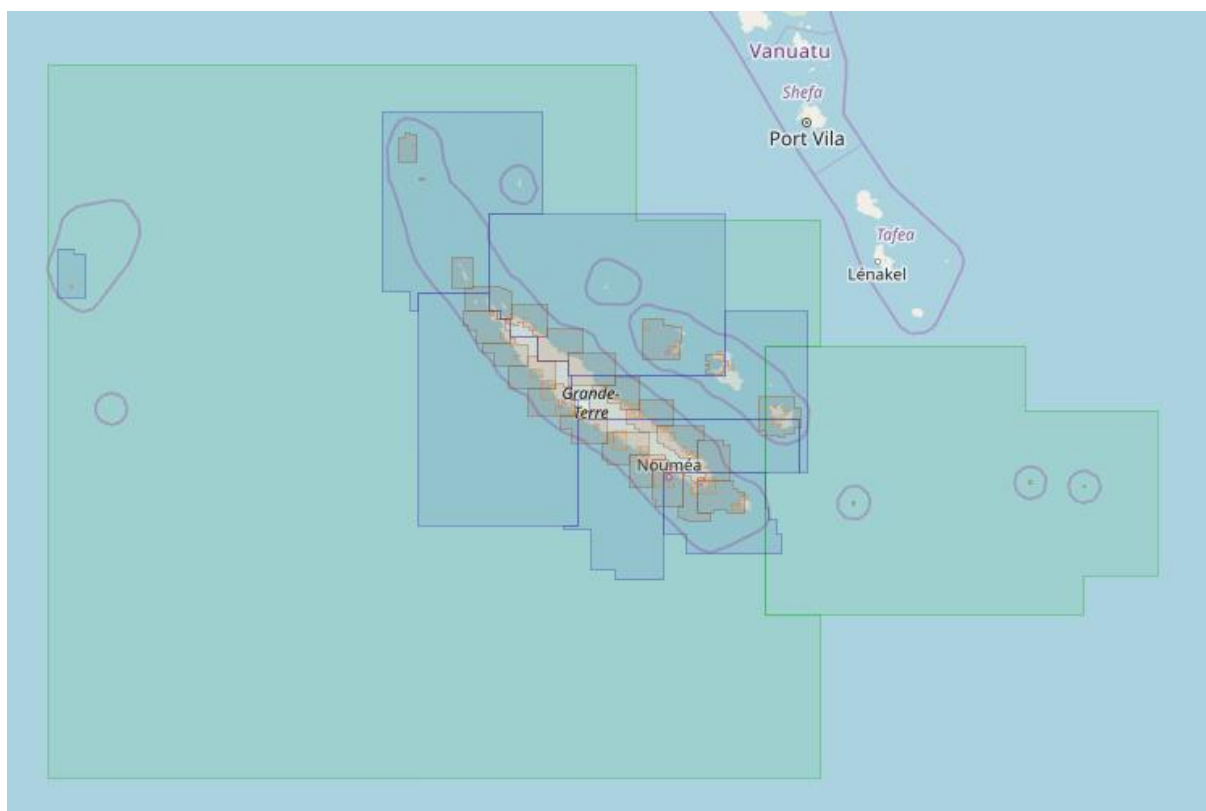 Vanuatu
Shefa
Port Vila
Tafea
Lénakel
Grande-
Terre
Nouméa